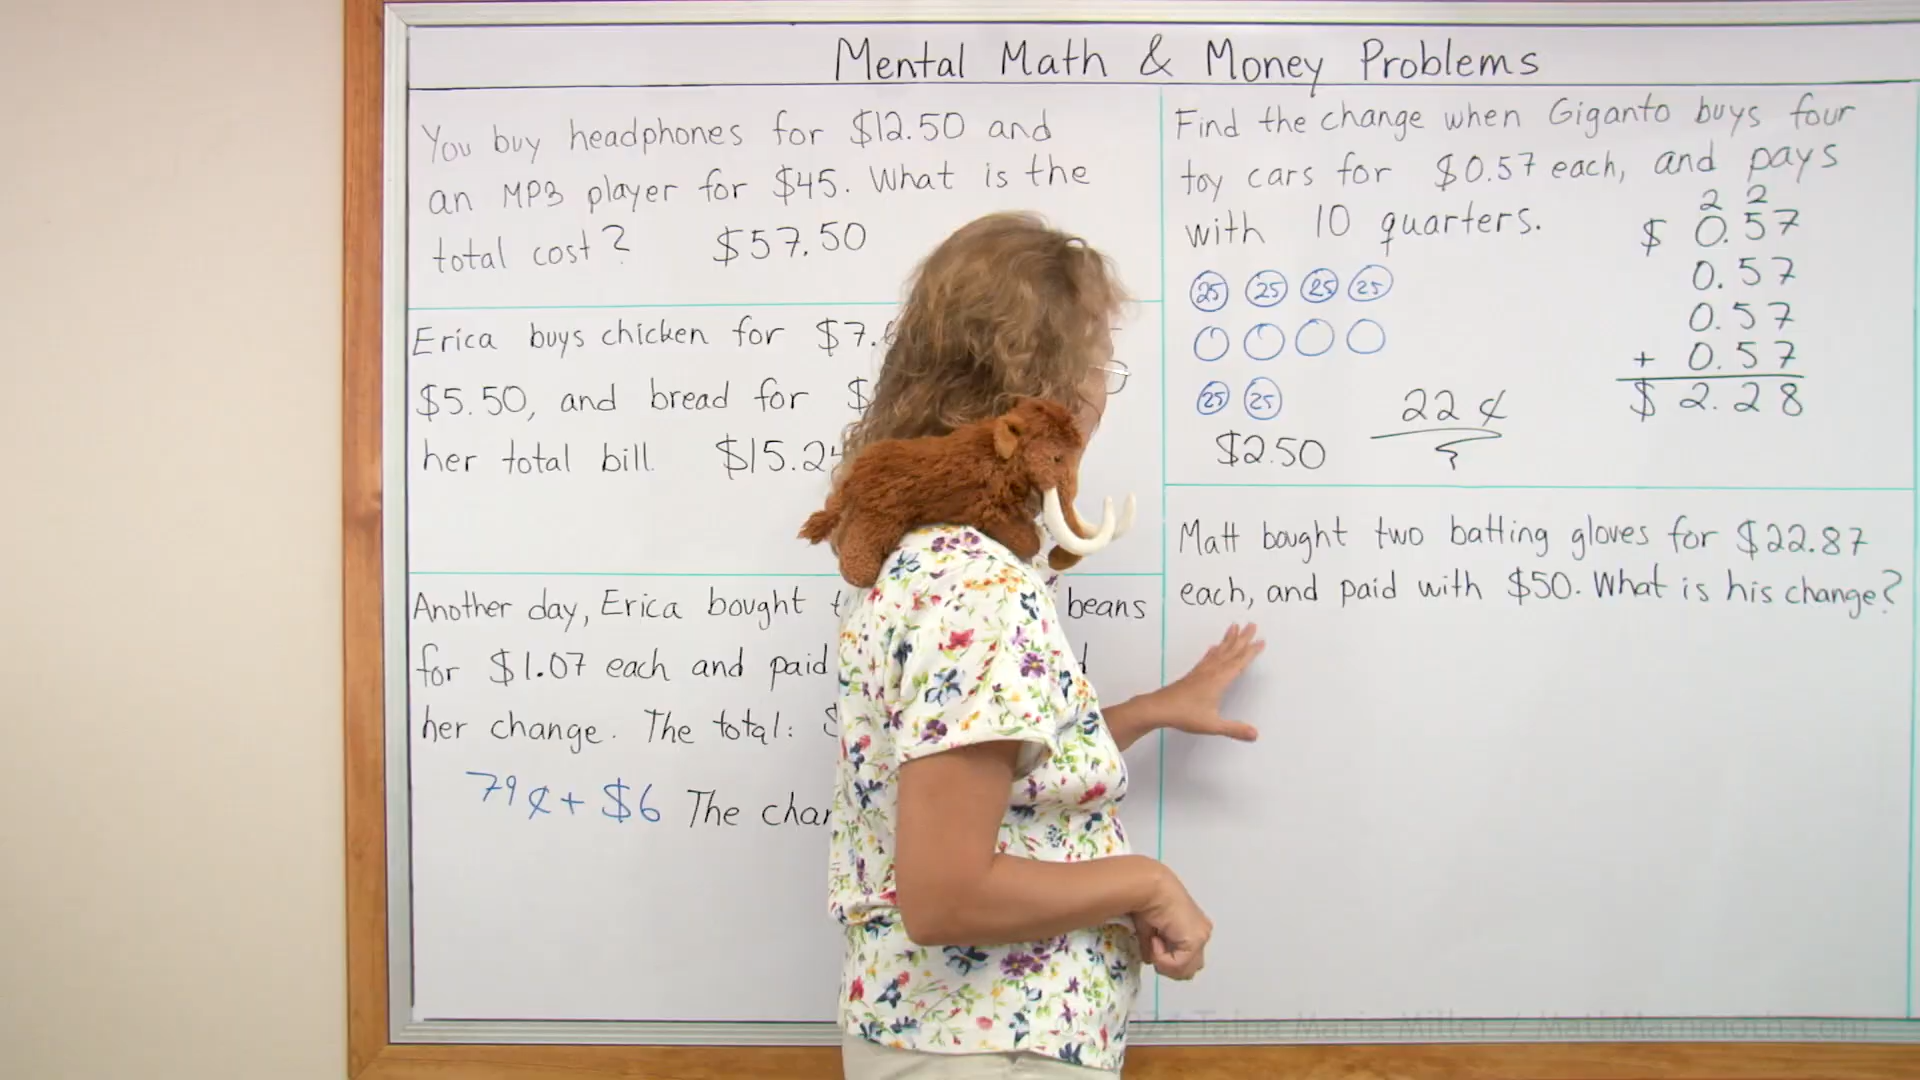 Mental Math & Money Problems
You buy headphones for $12.50 and
an MP3 player for $45. What is the
total cost? $57.50
Erica buys chicken for $7.
$5.50, and bread for $
her total bill. $15.2
Another day, Erica bought beans
for $1.07 each and paid
her change. The total:
79¢ + $6 The
Find the change when Giganto buys four
toy cars for $0.57 each, and pays
with 10 quarters.
2 2
$ 0.57
0.57
0.57
+ 0.57
$ 2.28
25 25 25 25
25 25
$2.50
22¢
Matt bought two batting gloves for $22.87
each, and paid with $50. What is his change?
Taina Maria Miller / MathMammoth.com